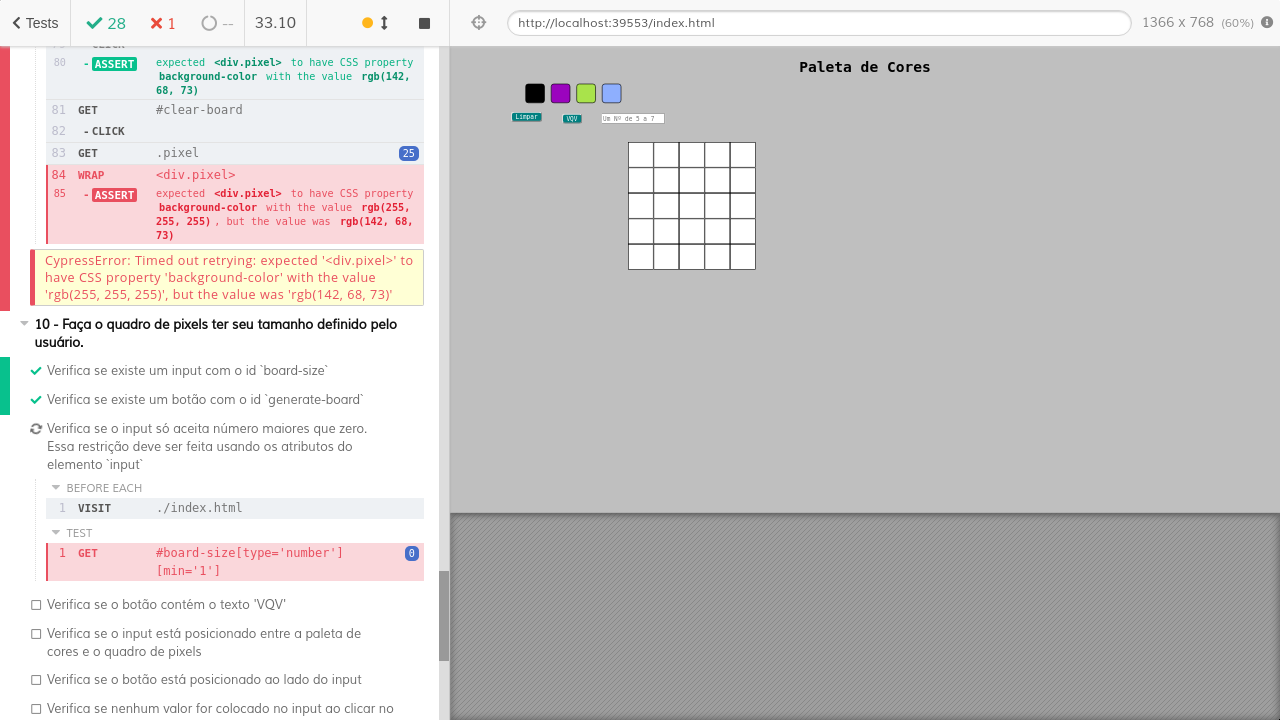 Tests
28
1
--
33.10
http://localhost:39553/index.html
1366 x 768 (60%)
80 - ASSERT expected <div.pixel> to have CSS property
background-color with the value rgb(142,
68, 73)
81 GET #clear-board
82 - CLICK
83 GET .pixel 25
84 WRAP <div.pixel>
85 - ASSERT expected <div.pixel> to have CSS property
background-color with the value rgb(255,
255, 255) , but the value was rgb(142, 68,
73)
CypressError: Timed out retrying: expected '<div.pixel>' to
have CSS property 'background-color' with the value
'rgb(255, 255, 255)', but the value was 'rgb(142, 68, 73)'
10 - Faça o quadro de pixels ter seu tamanho definido pelo
usuário.
Verifica se existe um input com o id `board-size`
Verifica se existe um botão com o id `generate-board`
Verifica se o input só aceita número maiores que zero.
Essa restrição deve ser feita usando os atributos do
elemento `input`
BEFORE EACH
1 VISIT ./index.html
TEST
1 GET #board-size[type='number'] 0
[min='1']
Verifica se o botão contém o texto 'VQV'
Verifica se o input está posicionado entre a paleta de
cores e o quadro de pixels
Verifica se o botão está posicionado ao lado do input
Verifica se nenhum valor for colocado no input ao clicar no
Paleta de Cores
Limpar
VQV
Um Nº de 5 a 7